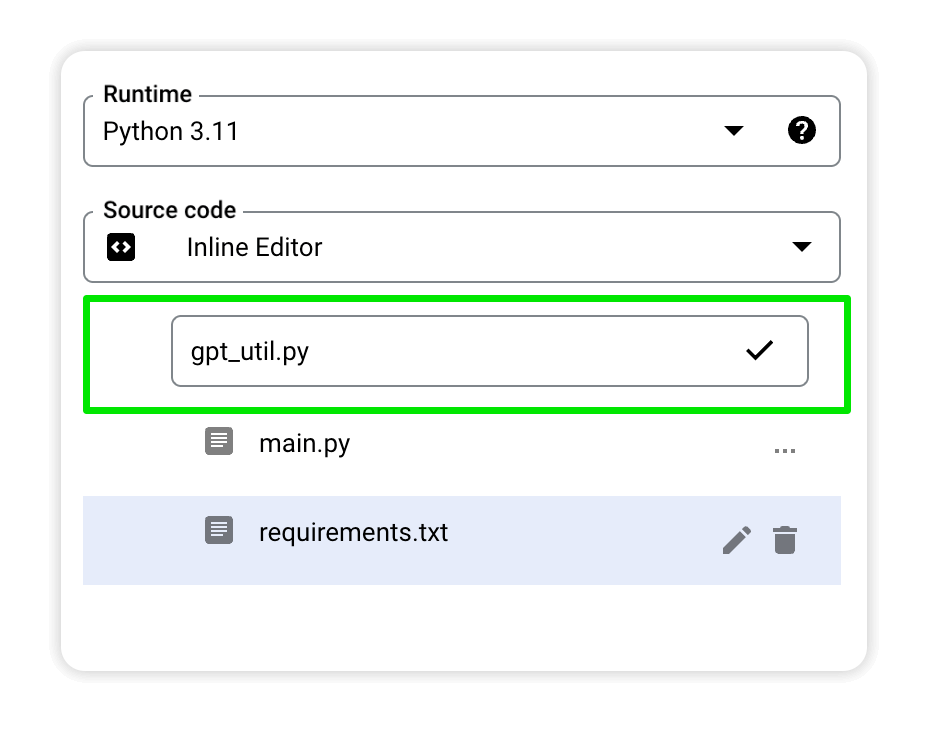 Runtime
Python 3.11
Source code
Inline Editor
gpt_util.py
main.py
requirements.txt